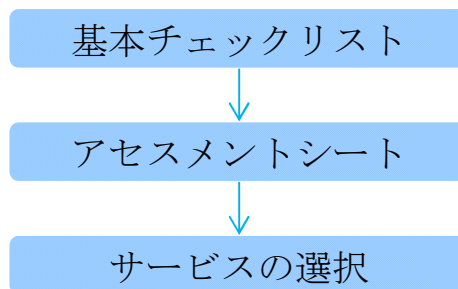 基本チェックリスト
アセスメントシート
サービスの選択